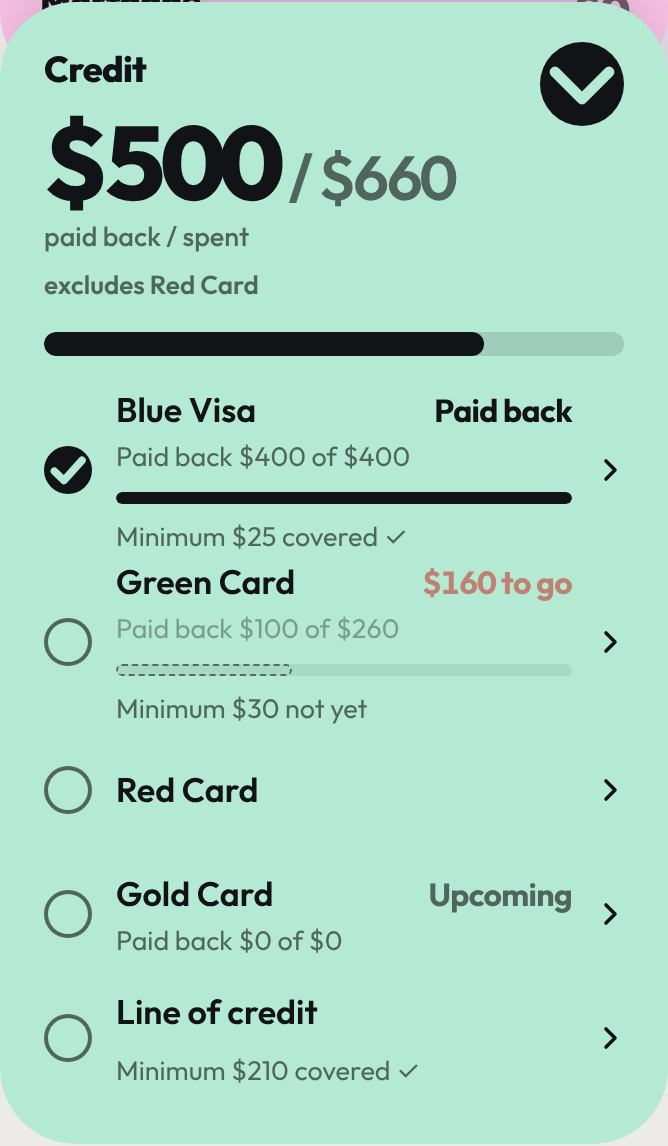 Credit
$500 / $660
paid back / spent
excludes Red Card
Blue Visa Paid back
Paid back $400 of $400
Minimum $25 covered ✓
Green Card $160 to go
Paid back $100 of $260
Minimum $30 not yet
Red Card
Gold Card Upcoming
Paid back $0 of $0
Line of credit
Minimum $210 covered ✓